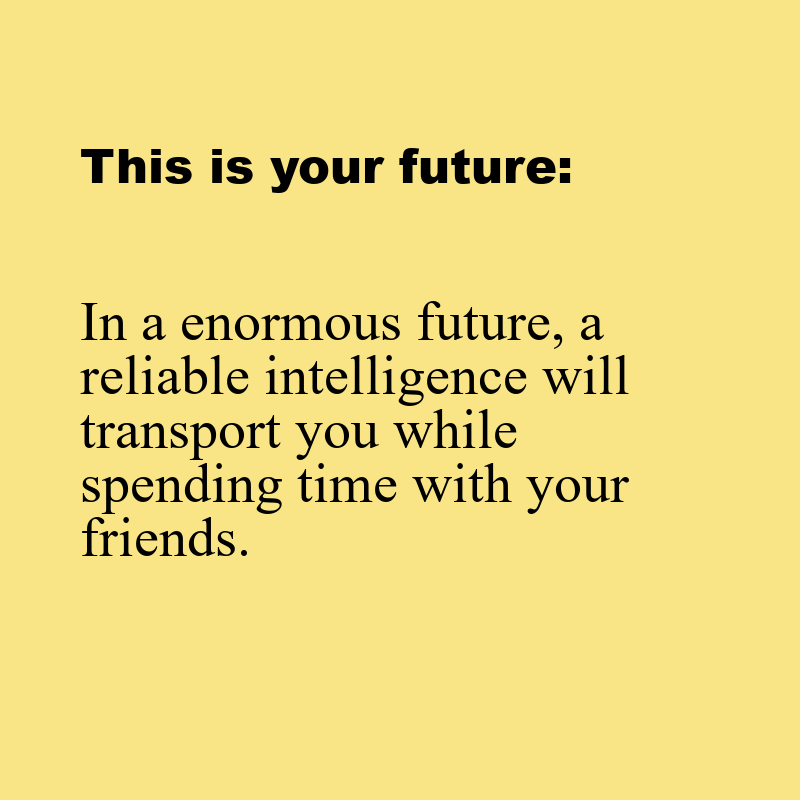 This is your future:
In a enormous future, a
reliable intelligence will
transport you while
spending time with your
friends.